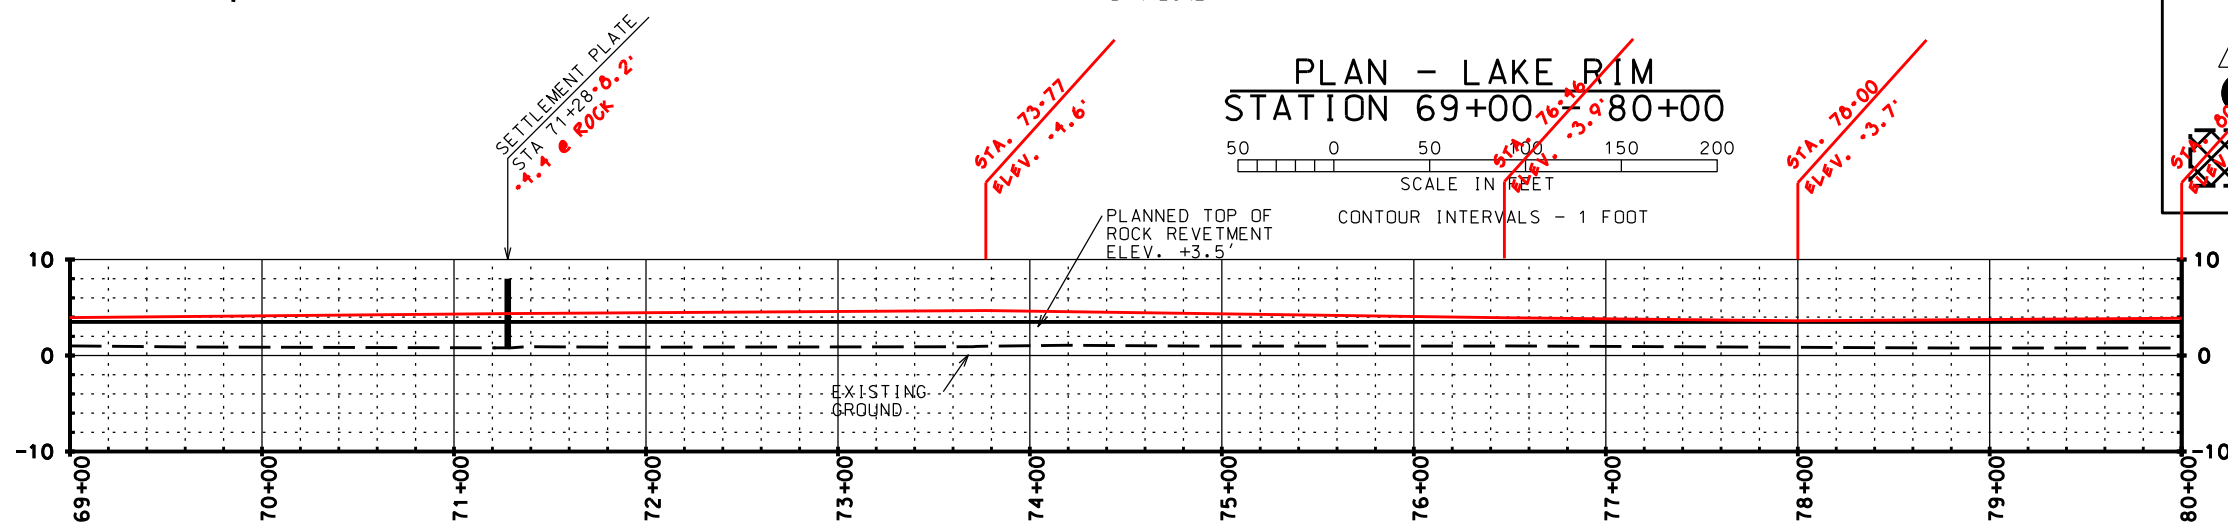 SETTLEMENT PLATE
STA 71+28
+8.2'
+4.4 @ ROCK
STA. 73+77
ELEV. +4.6'
PLAN - LAKE RIM
STATION 69+00 - 80+00
50 0 50 100 150 200
SCALE IN FEET
CONTOUR INTERVALS - 1 FOOT
STA. 76+46
ELEV. +3.9'
STA. 78+00
ELEV. +3.7'
STA. 80
ELEV
PLANNED TOP OF
ROCK REVETMENT
ELEV. +3.5'
EXISTING
GROUND
10 10
0 0
-10 -10
69+00 70+00 71+00 72+00 73+00 74+00 75+00 76+00 77+00 78+00 79+00 80+00